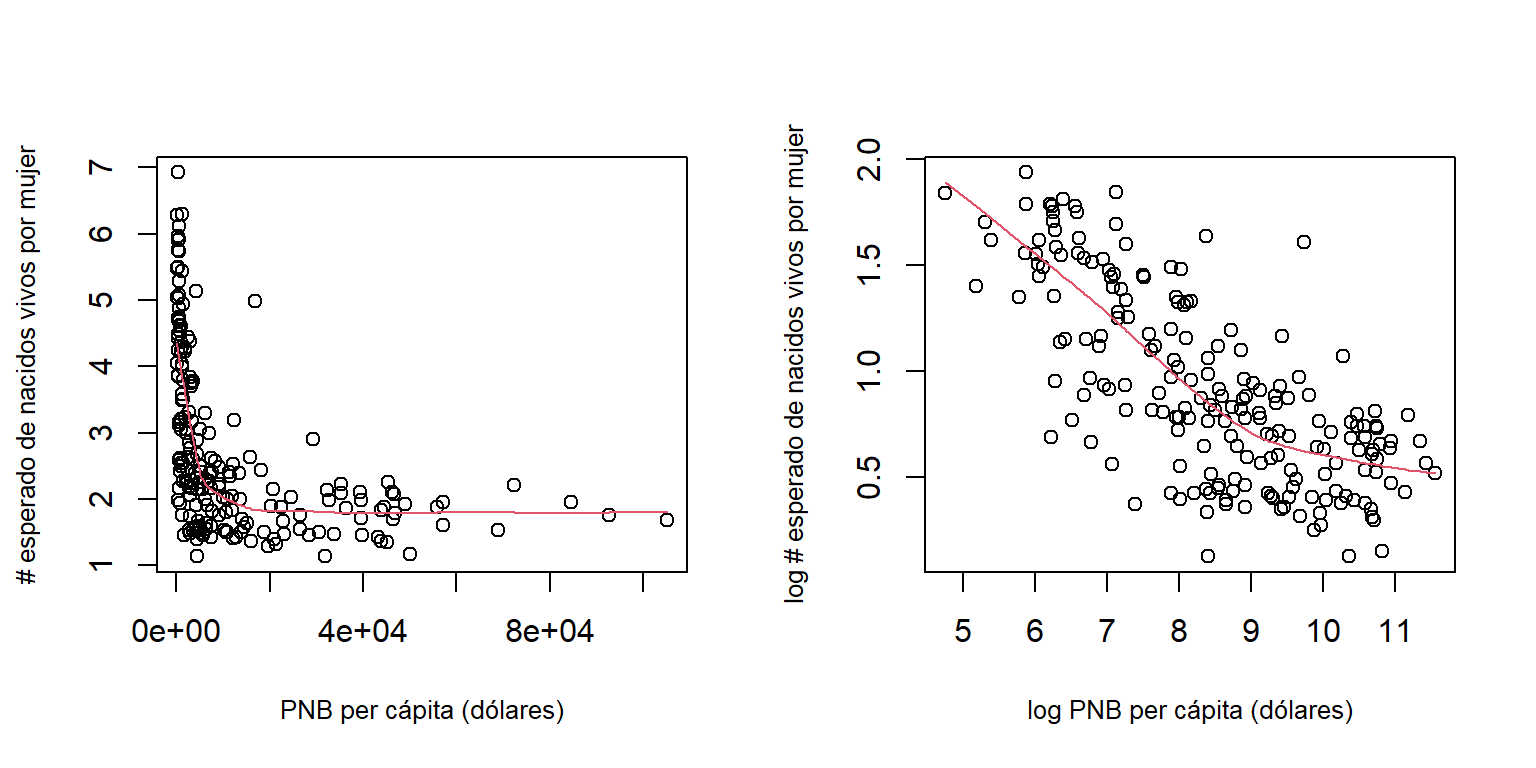 # esperado de nacidos vivos por mujer
7
6
5
4
3
2
1
0e+00 4e+04 8e+04
PNB per cápita (dólares)
log # esperado de nacidos vivos por mujer
2.0
1.5
1.0
0.5
5 6 7 8 9 10 11
log PNB per cápita (dólares)